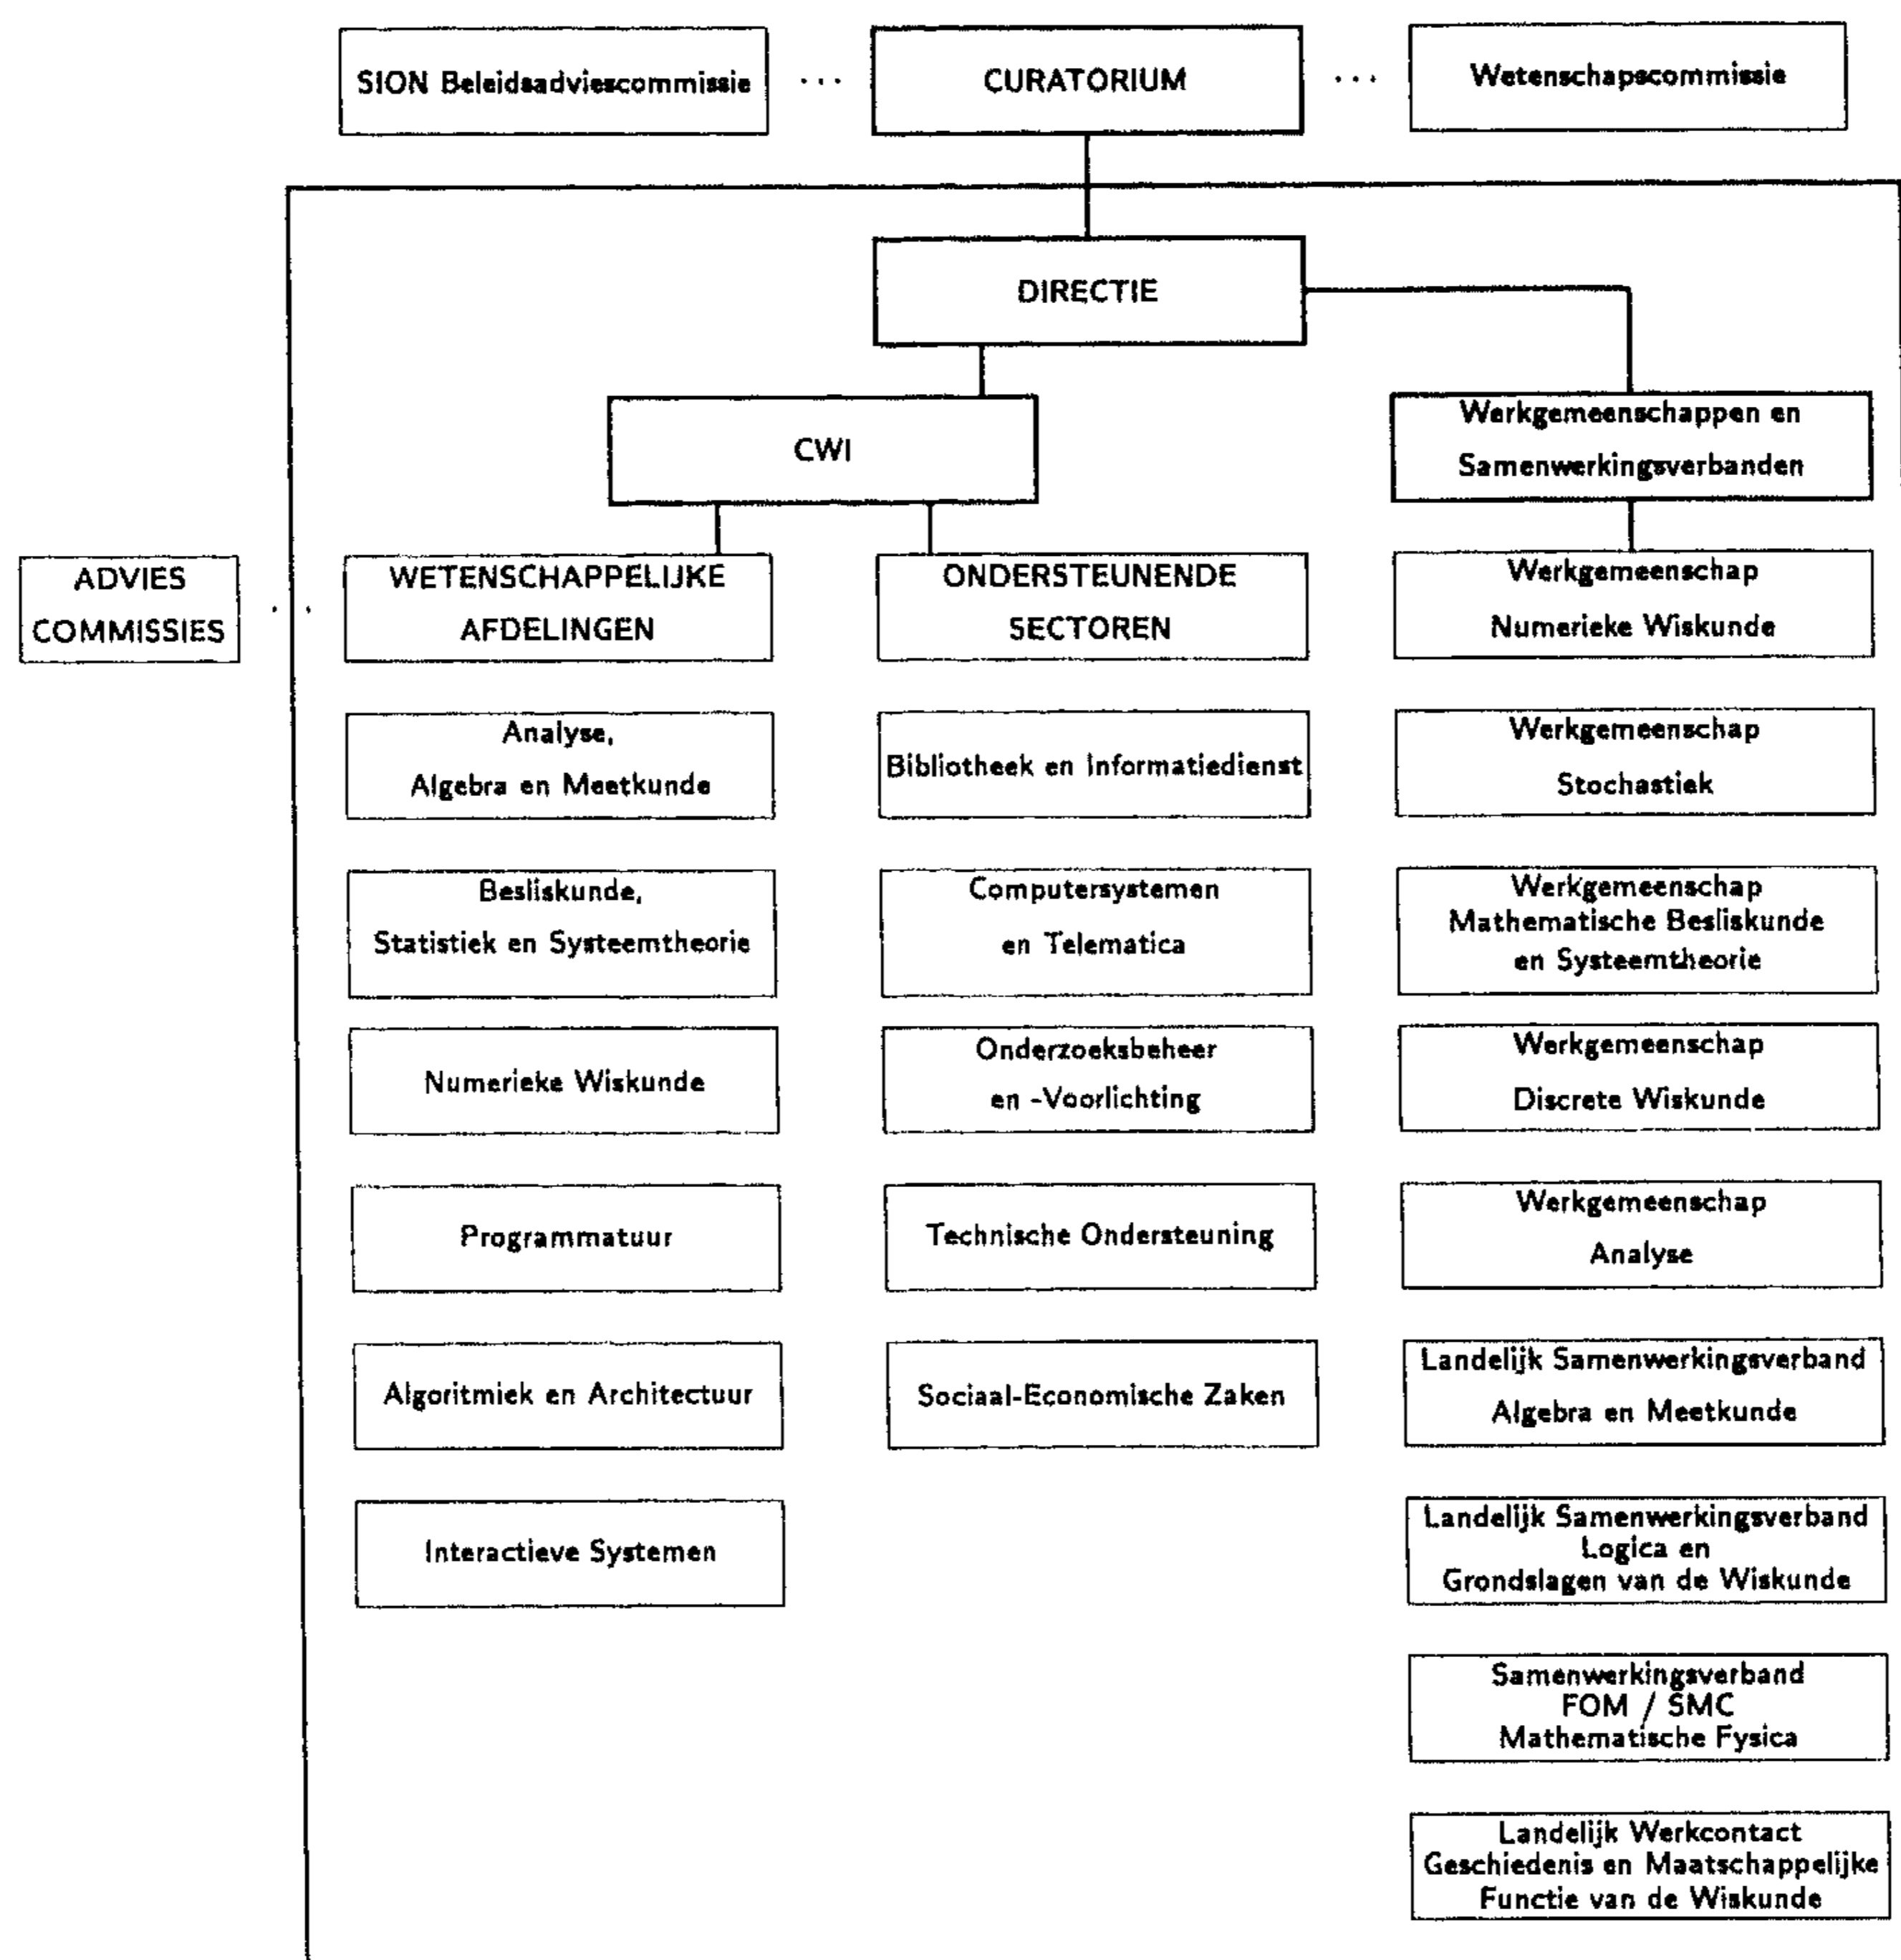 SION Beleidsadviescommissie
...
CURATORIUM
...
Wetenschapscommissie
DIRECTIE
CWI
Werkgemeenschappen en
Samenwerkingsverbanden
ADVIES
COMMISSIES
WETENSCHAPPELIJKE
AFDELINGEN
Analyse,
Algebra en Meetkunde
Besliskunde,
Statistiek en Systeemtheorie
Numerieke Wiskunde
Programmatuur
Algoritmiek en Architectuur
Interactieve Systemen
ONDERSTEUNENDE
SECTOREN
Bibliotheek en Informatiedienst
Computersystemen
en Telematica
Onderzoeksbeheer
en -Voorlichting
Technische Ondersteuning
Sociaal-Economische Zaken
Werkgemeenschap
Numerieke Wiskunde
Werkgemeenschap
Stochastiek
Werkgemeenschap
Mathematische Besliskunde
en Systeemtheorie
Werkgemeenschap
Discrete Wiskunde
Werkgemeenschap
Analyse
Landelijk Samenwerkingsverband
Algebra en Meetkunde
Landelijk Samenwerkingsverband
Logica en
Grondslagen van de Wiskunde
Samenwerkingsverband
FOM / SMC
Mathematische Fysica
Landelijk Werkcontact
Geschiedenis en Maatschappelijke
Functie van de Wiskunde